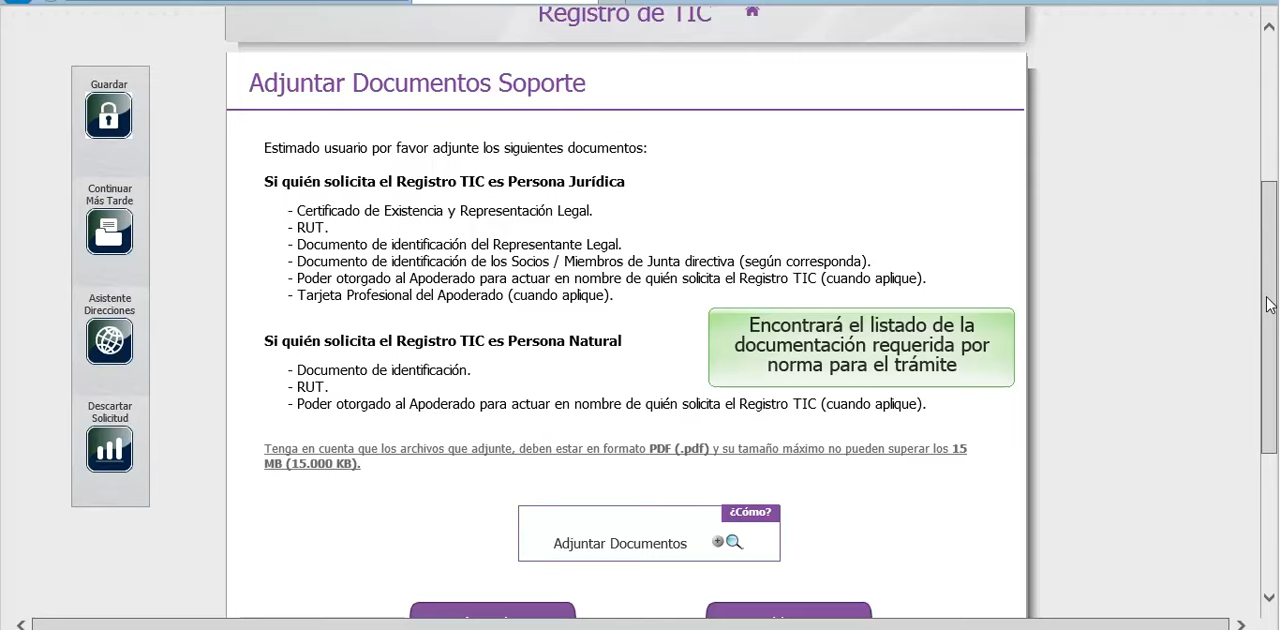 Registro de TIC
Guardar
Continuar
Más Tarde
Asistente
Direcciones
Descartar
Solicitud
Adjuntar Documentos Soporte
Estimado usuario por favor adjunte los siguientes documentos:
Si quién solicita el Registro TIC es Persona Jurídica
- Certificado de Existencia y Representación Legal.
- RUT.
- Documento de identificación del Representante Legal.
- Documento de identificación de los Socios / Miembros de Junta directiva (según corresponda).
- Poder otorgado al Apoderado para actuar en nombre de quién solicita el Registro TIC (cuando aplique).
- Tarjeta Profesional del Apoderado (cuando aplique).
Encontrará el listado de la
documentación requerida por
norma para el trámite
Si quién solicita el Registro TIC es Persona Natural
- Documento de identificación.
- RUT.
- Poder otorgado al Apoderado para actuar en nombre de quién solicita el Registro TIC (cuando aplique).
Tenga en cuenta que los archivos que adjunte, deben estar en formato PDF (.pdf) y su tamaño máximo no pueden superar los 15
MB (15.000 KB).
¿Cómo?
Adjuntar Documentos